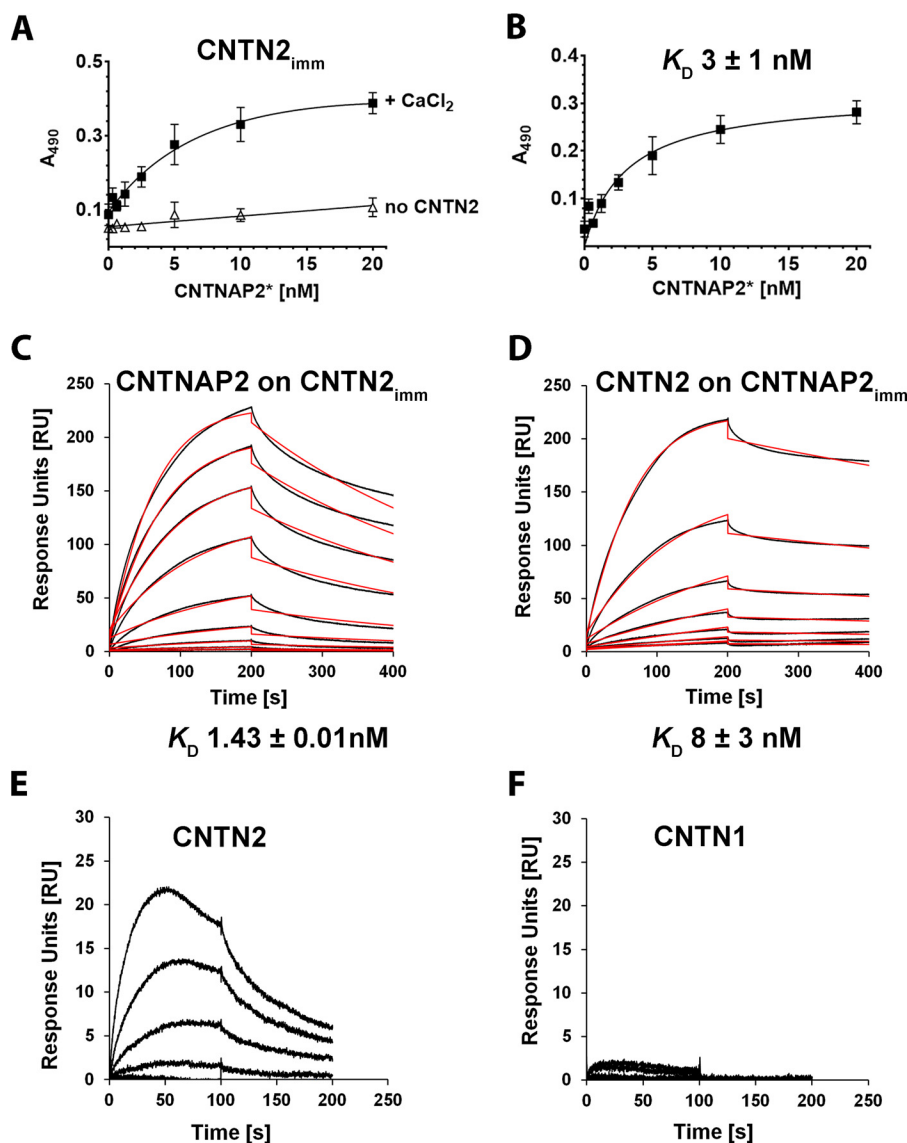 A
CNTN2imm
0.5
0.3
0.1
A490
+ CaCl2
no CNTN2
0 5 10 15 20
CNTNAP2* [nM]
B
KD 3 ± 1 nM
0.4
0.3
0.2
0.1
A490
0 5 10 15 20
CNTNAP2* [nM]
C
CNTNAP2 on CNTN2imm
250
200
150
100
50
0
Response Units [RU]
0 100 200 300 400
Time [s]
KD 1.43 ± 0.01nM
D
CNTN2 on CNTNAP2imm
250
200
150
100
50
0
Response Units [RU]
0 100 200 300 400
Time [s]
KD 8 ± 3 nM
E
CNTN2
30
25
20
15
10
5
0
Response Units [RU]
0 50 100 150 200 250
Time [s]
F
CNTN1
30
25
20
15
10
5
0
Response Units [RU]
0 50 100 150 200 250
Time [s]